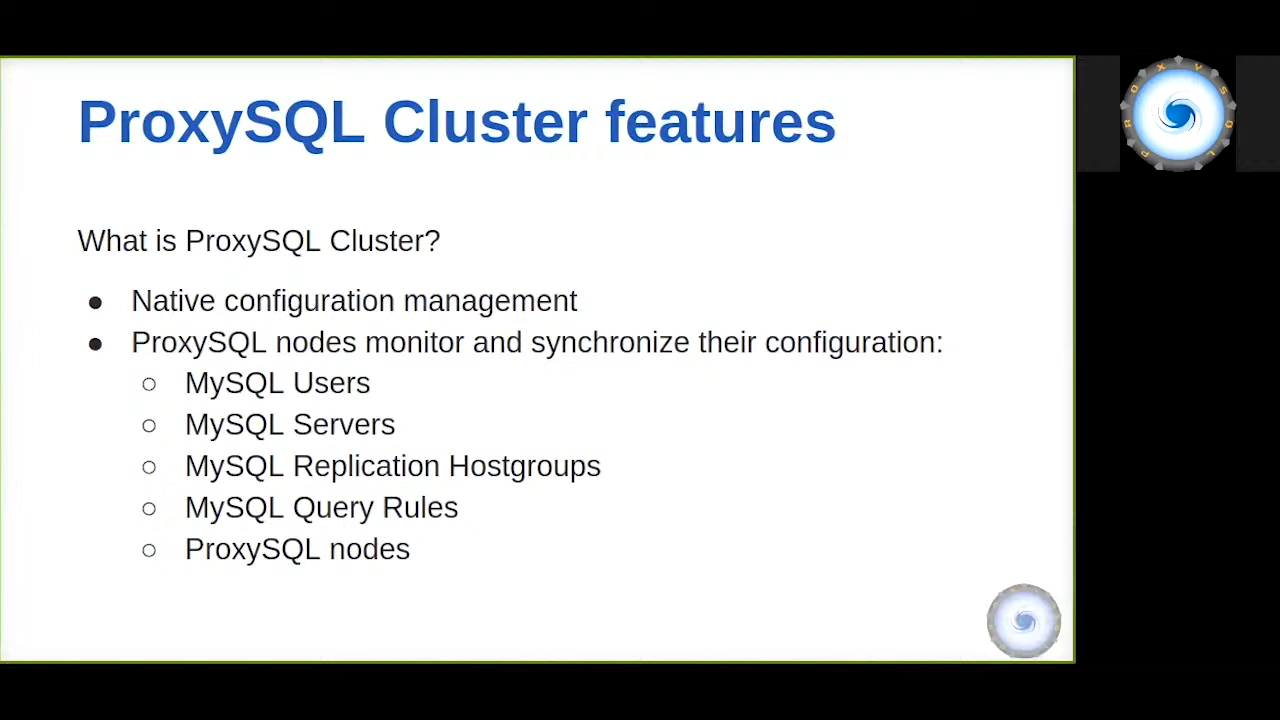 ProxySQL Cluster features
What is ProxySQL Cluster?
● Native configuration management
● ProxySQL nodes monitor and synchronize their configuration:
○ MySQL Users
○ MySQL Servers
○ MySQL Replication Hostgroups
○ MySQL Query Rules
○ ProxySQL nodes
PROXYSQL